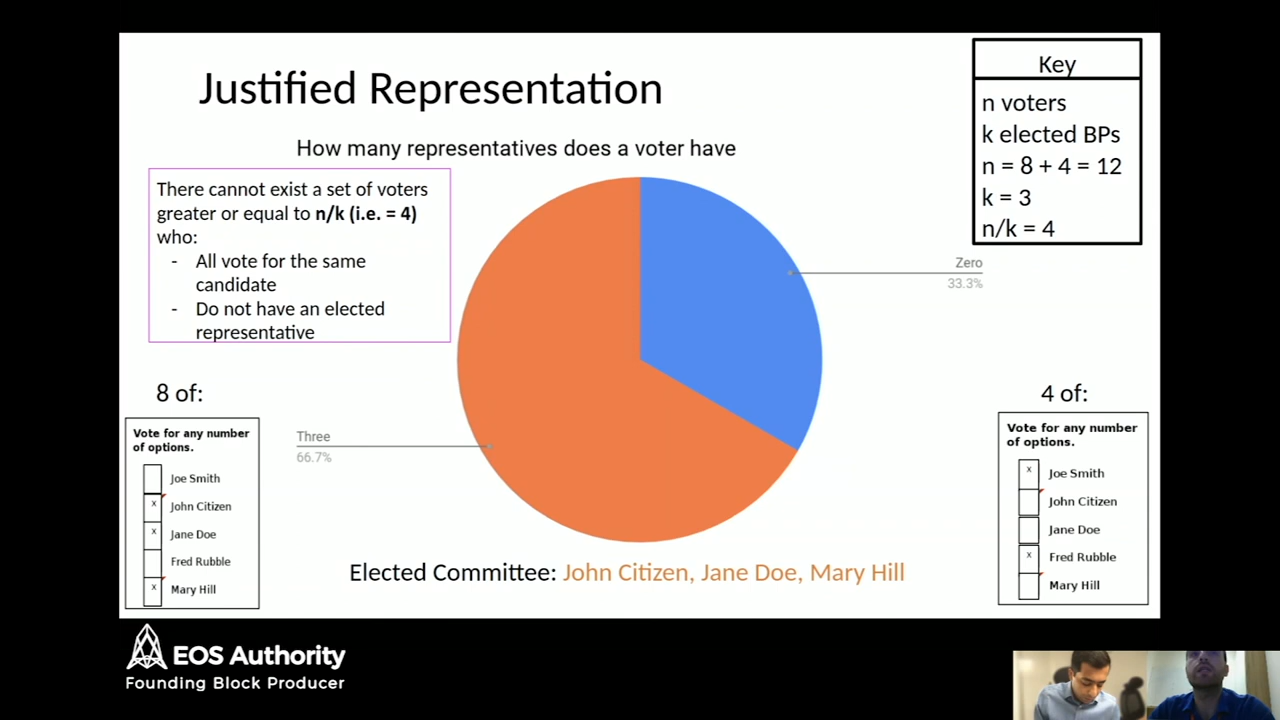 Justified Representation
How many representatives does a voter have
Key
n voters
k elected BPs
n = 8 + 4 = 12
k = 3
n/k = 4
There cannot exist a set of voters
greater or equal to n/k (i.e. = 4)
who:
- All vote for the same
candidate
- Do not have an elected
representative
Zero
33.3%
Three
66.7%
8 of:
Vote for any number
of options.
Joe Smith
x John Citizen
x Jane Doe
Fred Rubble
x Mary Hill
4 of:
Vote for any number
of options.
x Joe Smith
John Citizen
Jane Doe
x Fred Rubble
Mary Hill
Elected Committee: John Citizen, Jane Doe, Mary Hill
EOS Authority
Founding Block Producer